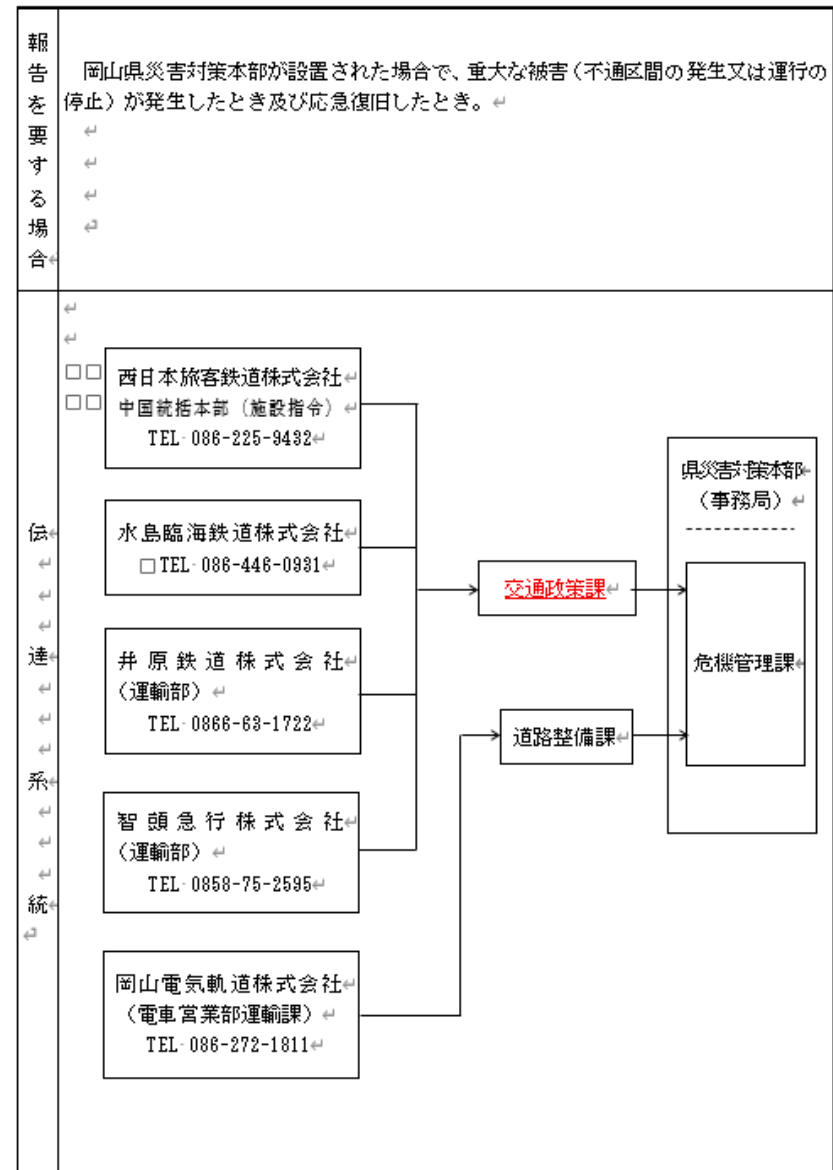 報告を要する場合
岡山県災害対策本部が設置された場合で、重大な被害（不通区間の発生又は運行の
停止）が発生したとき及び応急復旧したとき。
伝達系統
西日本旅客鉄道株式会社
中国統括本部（施設指令）
TEL 086-225-9432
水島臨海鉄道株式会社
□TEL 086-446-0931
井原鉄道株式会社
（運輸部）
TEL 0866-63-1722
智頭急行株式会社
（運輸部）
TEL 0858-75-2595
岡山電気軌道株式会社
（電車営業部運輸課）
TEL 086-272-1811
交通政策課
道路整備課
県災害対策本部
（事務局）
危機管理課